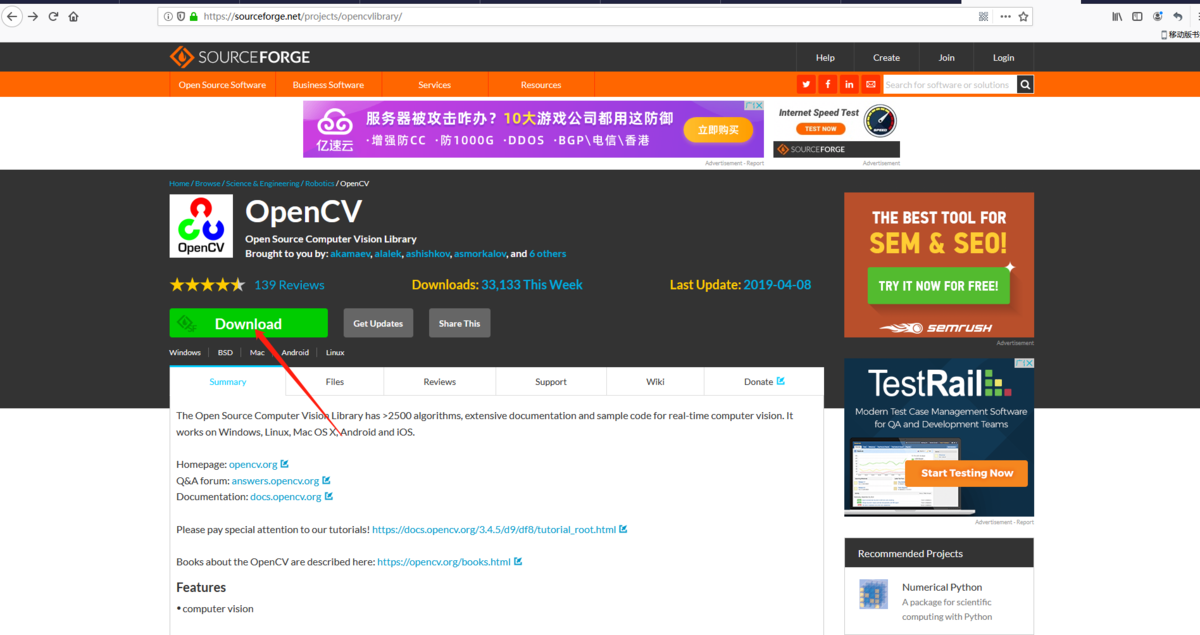 https://sourceforge.net/projects/opencvlibrary/
移动版书
SOURCEFORGE
Help
Create
Join
Login
Open Source Software
Business Software
Services
Resources
Search for software or solutions
亿速云
服务器被攻击咋办？10大游戏公司都用这防御
·增强防CC ·防1000G ·DDOS ·BGP\电信\香港
立即购买
Advertisement - Report
Internet Speed Test
TEST NOW
SOURCEFORGE
Advertisement
Home / Browse / Science & Engineering / Robotics / OpenCV
OpenCV
OpenCV
Open Source Computer Vision Library
Brought to you by: akamaev, alalek, ashishkov, asmorkalov, and 6 others
139 Reviews
Downloads: 33,133 This Week
Last Update: 2019-04-08
Download
Get Updates
Share This
Windows
BSD
Mac
Android
Linux
Summary
Files
Reviews
Support
Wiki
Donate
The Open Source Computer Vision Library has >2500 algorithms, extensive documentation and sample code for real-time computer vision. It
works on Windows, Linux, Mac OS X, Android and iOS.
Homepage: opencv.org
Q&A forum: answers.opencv.org
Documentation: docs.opencv.org
Please pay special attention to our tutorials! https://docs.opencv.org/3.4.5/d9/df8/tutorial_root.html
Books about the OpenCV are described here: https://opencv.org/books.html
Features
• computer vision
THE BEST TOOL FOR
SEM & SEO!
TRY IT NOW FOR FREE!
SEMRUSH
Advertisement
TestRail
Modern Test Case Management Software
for QA and Development Teams
Start Testing Now
Advertisement - Report
Recommended Projects
Numerical Python
A package for scientific
computing with Python